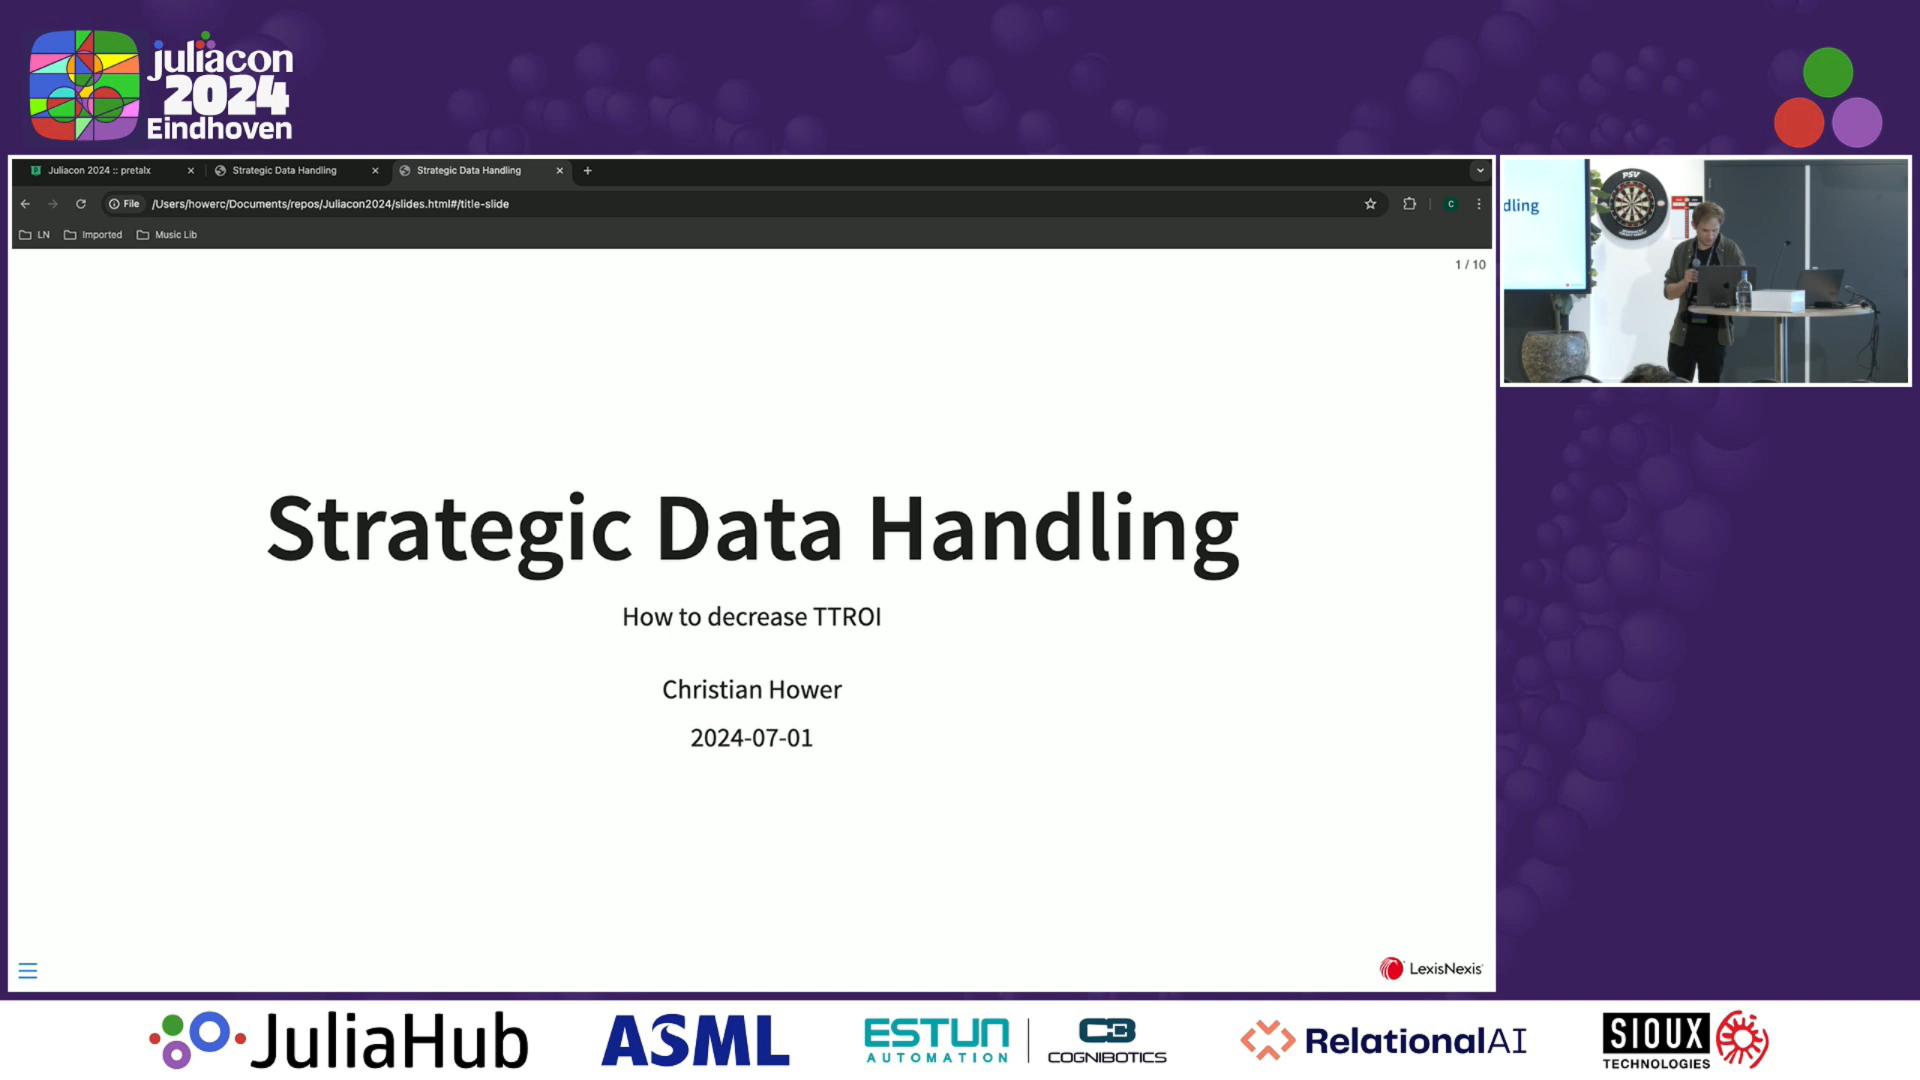 juliacon
2024
Eindhoven
Juliacon 2024 :: pretalx
Strategic Data Handling
Strategic Data Handling
File
/Users/howerc/Documents/repos/Juliacon2024/slides.html#/title-slide
C
LN
Imported
Music Lib
1 / 10
Strategic Data Handling
How to decrease TTROI
Christian Hower
2024-07-01
LexisNexis
dling
PSV
JuliaHub
ASML
ESTUN
AUTOMATION
COGNIBOTICS
RelationalAI
SIOUX
TECHNOLOGIES